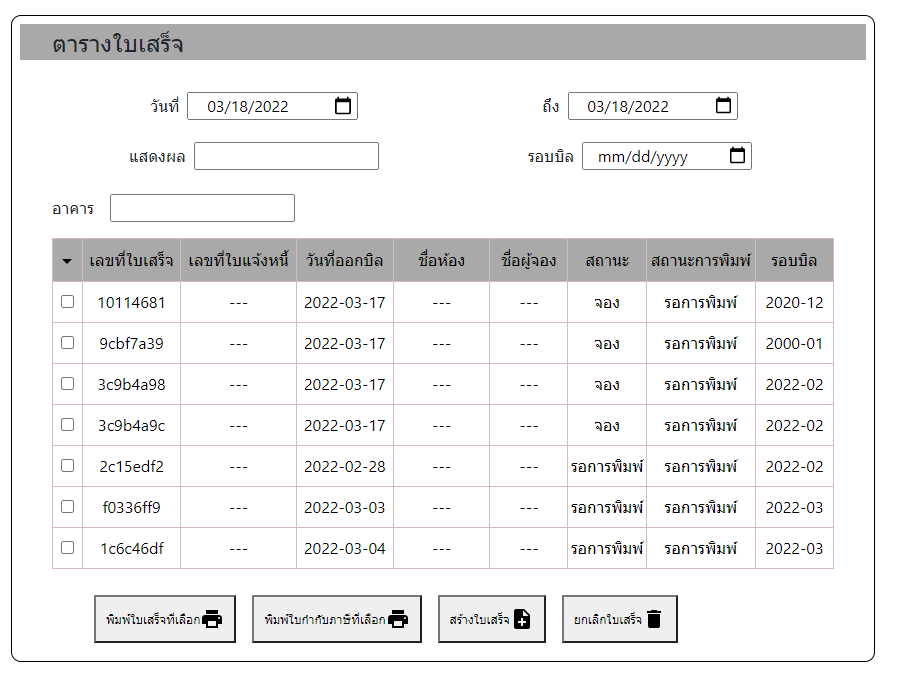 ตารางใบเสร็จ
วันที่ 03/18/2022 ถึง 03/18/2022
แสดงผล รอบบิล mm/dd/yyyy
อาคาร
เลขที่ใบเสร็จ เลขที่ใบแจ้งหนี้ วันที่ออกบิล ชื่อห้อง ชื่อผู้จอง สถานะ สถานะการพิมพ์ รอบบิล
10114681 --- 2022-03-17 --- --- จอง รอการพิมพ์ 2020-12
9cbf7a39 --- 2022-03-17 --- --- จอง รอการพิมพ์ 2000-01
3c9b4a98 --- 2022-03-17 --- --- จอง รอการพิมพ์ 2022-02
3c9b4a9c --- 2022-03-17 --- --- จอง รอการพิมพ์ 2022-02
2c15edf2 --- 2022-02-28 --- --- รอการพิมพ์ รอการพิมพ์ 2022-02
f0336ff9 --- 2022-03-03 --- --- รอการพิมพ์ รอการพิมพ์ 2022-03
1c6c46df --- 2022-03-04 --- --- รอการพิมพ์ รอการพิมพ์ 2022-03
พิมพ์ใบเสร็จที่เลือก พิมพ์ใบกำกับภาษีที่เลือก สร้างใบเสร็จ ยกเลิกใบเสร็จ